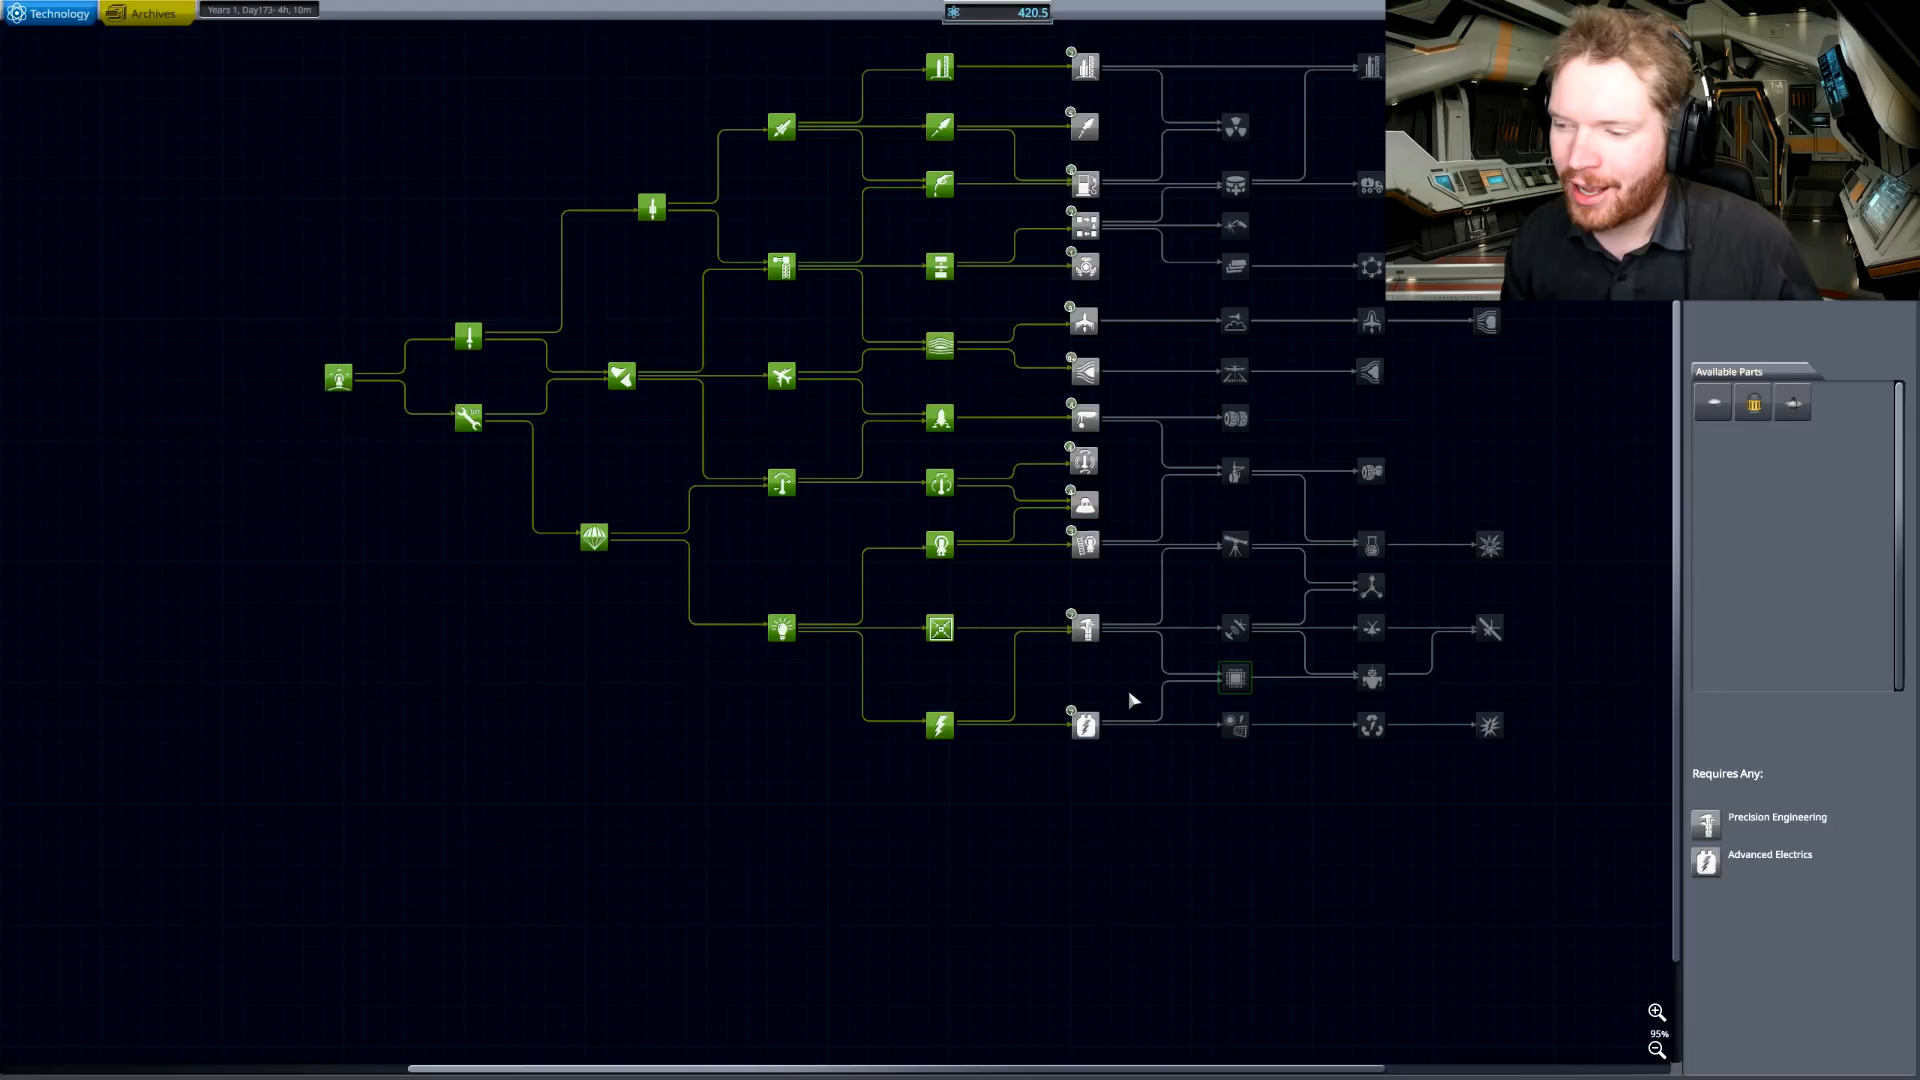 Technology
Archives
Years 1, Day173- 4h, 10m
420.5
Available Parts
Requires Any:
Precision Engineering
Advanced Electrics
95%